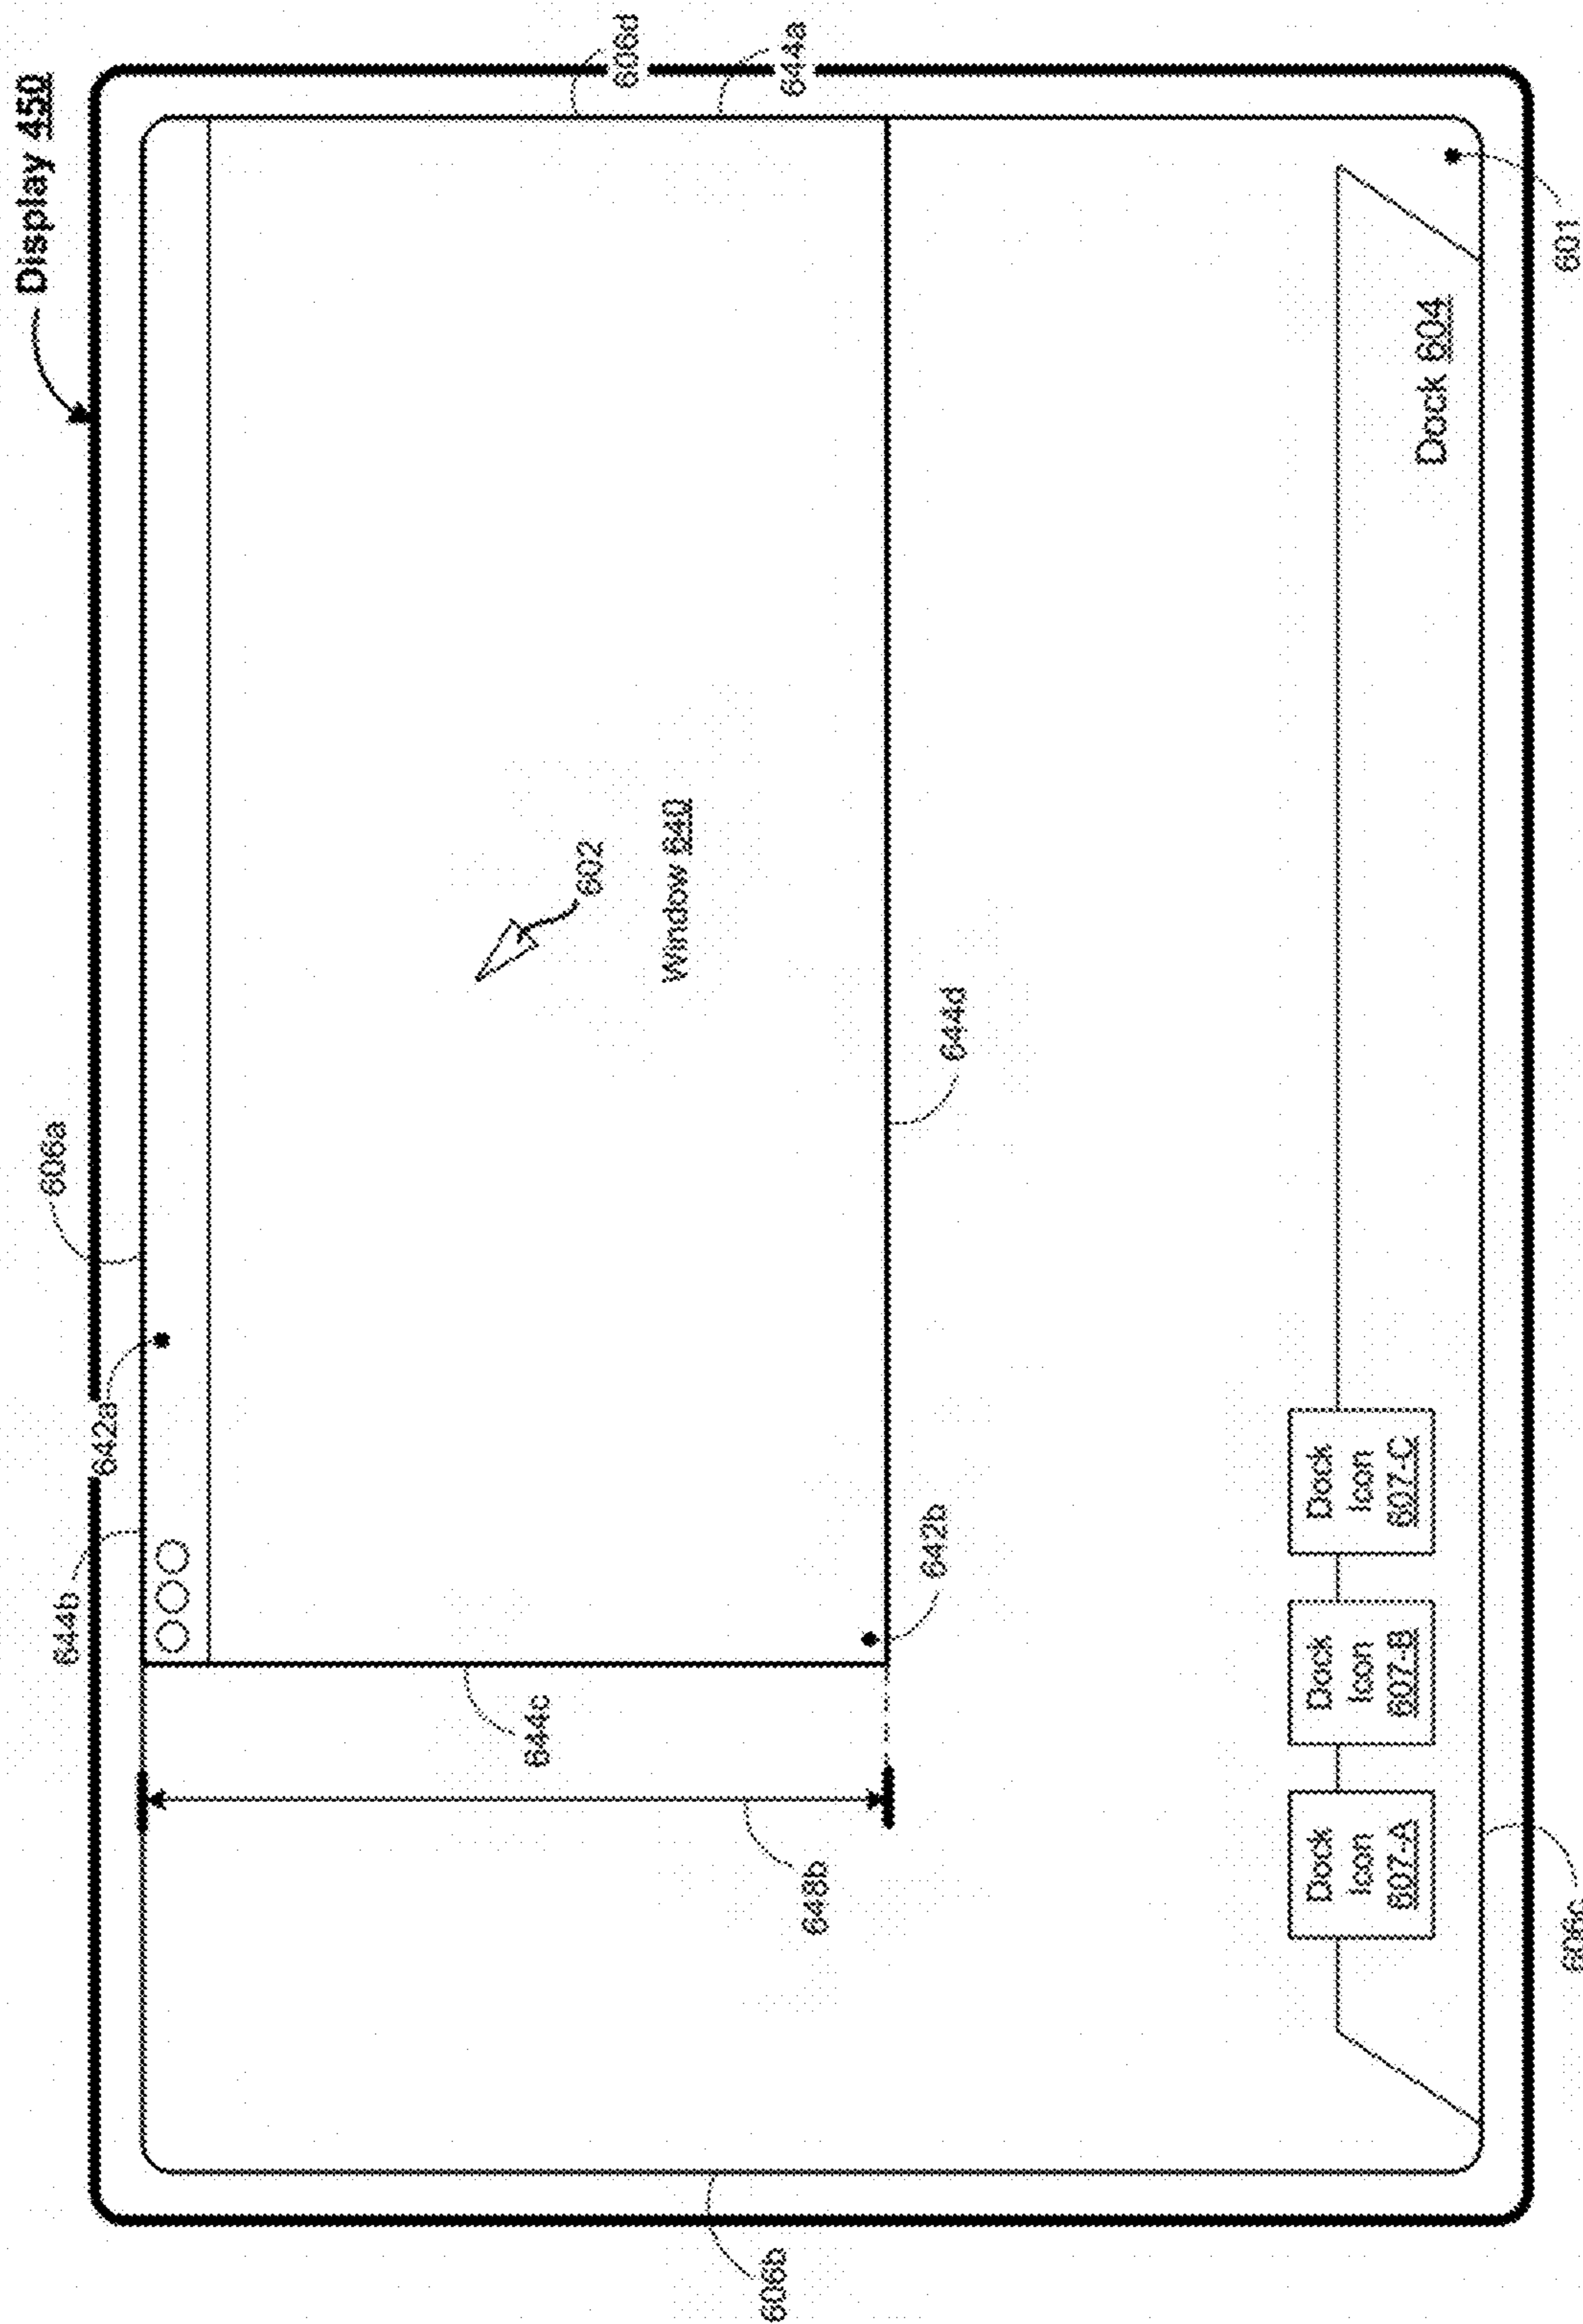 Display 450
606a
644b
642a
644c
602
606d
Window 640
606b
644a
648b
642b
644d
Dock
Icon
607-A
Dock
Icon
607-B
Dock
Icon
607-C
Dock 604
601
606c